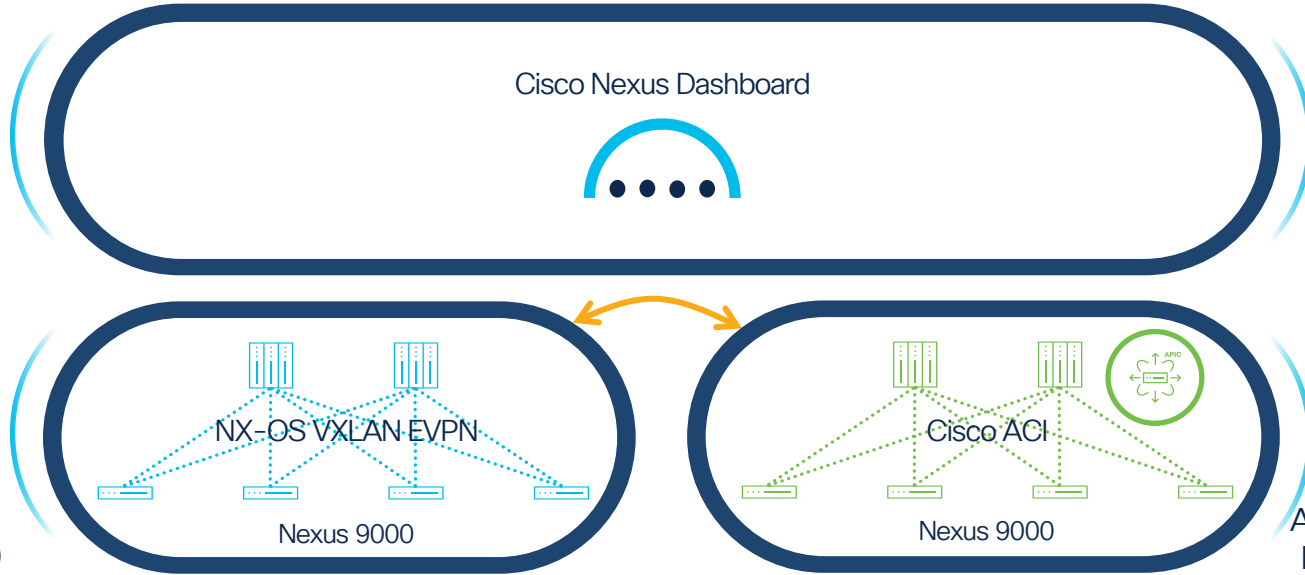 Cisco Nexus Dashboard
NX-OS VXLAN EVPN
Nexus 9000
APIC
Cisco ACI
Nexus 9000